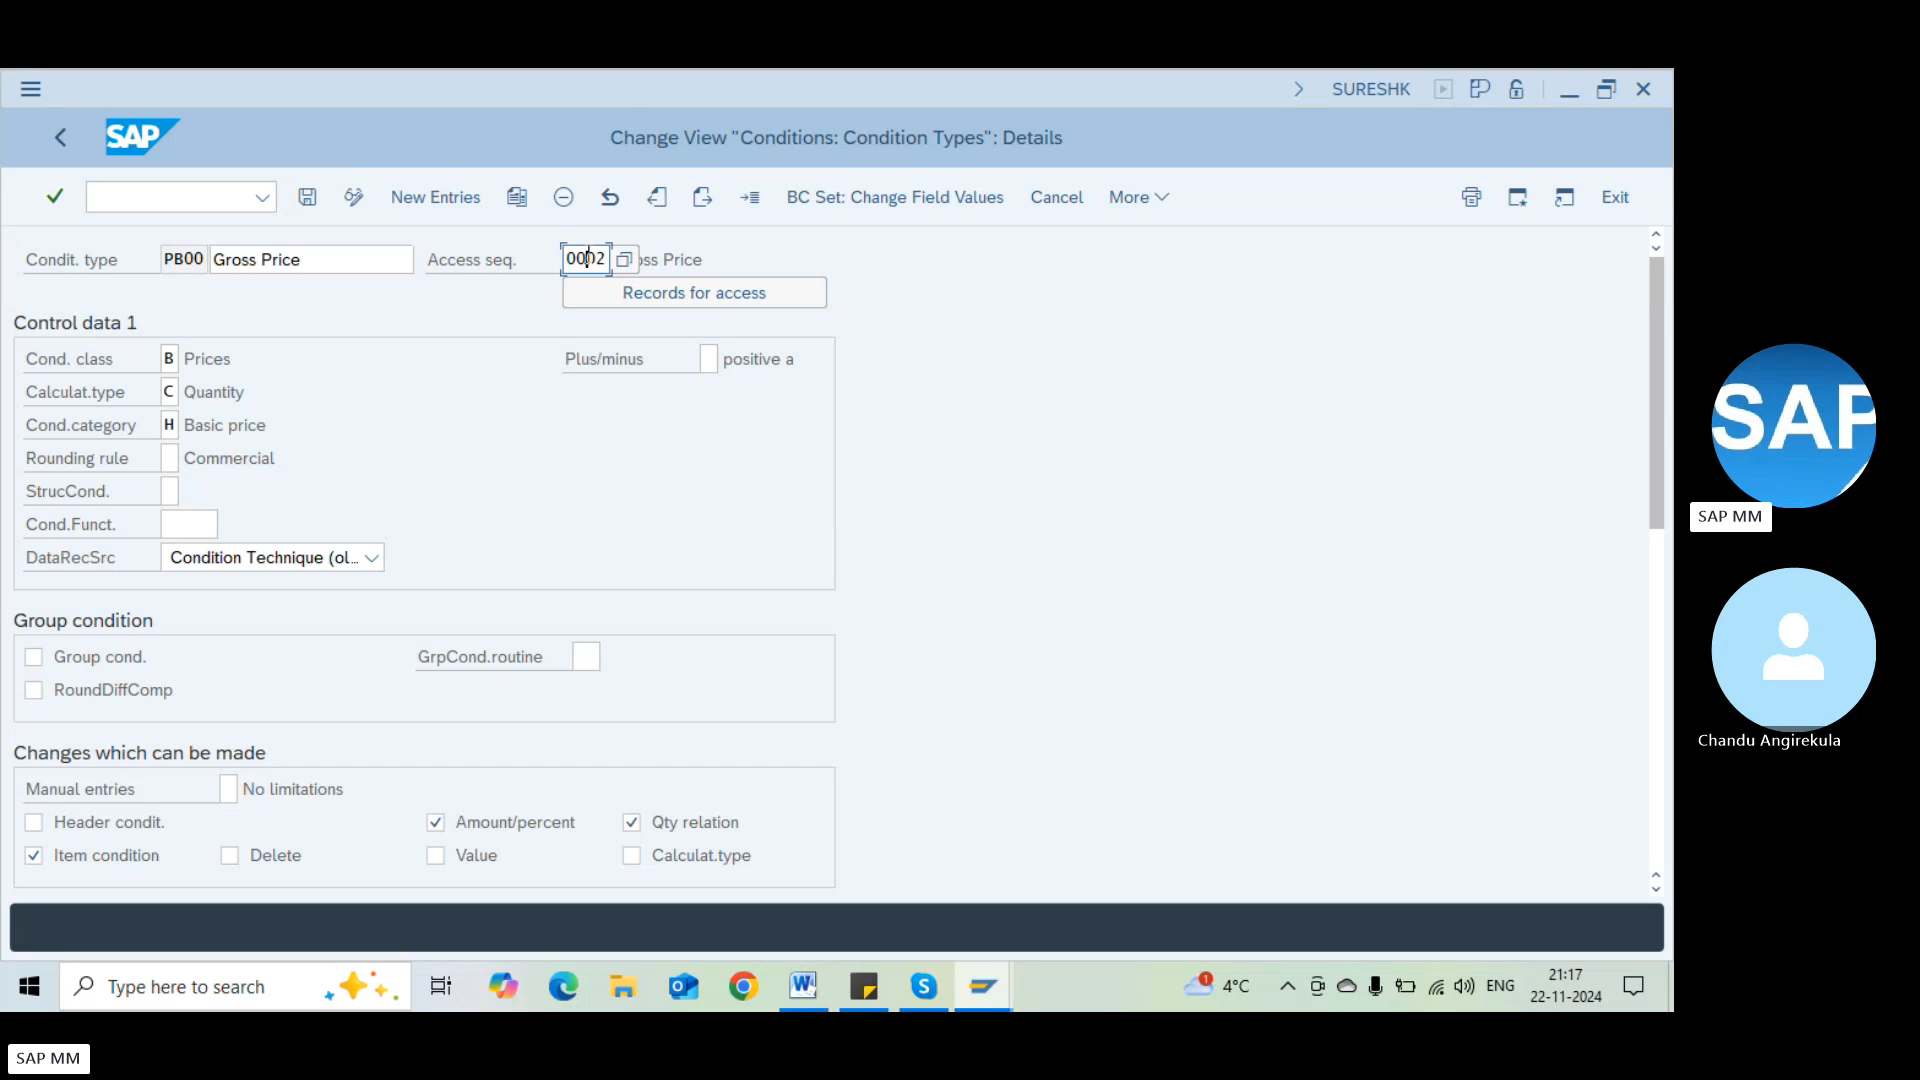 SURESHK
SAP
Change View "Conditions: Condition Types": Details
New Entries
BC Set: Change Field Values
Cancel
More
Exit
Condit. type
PB00
Gross Price
Access seq.
0002
ss Price
Records for access
Control data 1
Cond. class
B
Prices
Plus/minus
positive a
Calculat.type
C
Quantity
Cond.category
H
Basic price
Rounding rule
Commercial
StrucCond.
Cond.Funct.
DataRecSrc
Condition Technique (ol...
Group condition
Group cond.
GrpCond.routine
RoundDiffComp
Changes which can be made
Manual entries
No limitations
Header condit.
Amount/percent
Qty relation
Item condition
Delete
Value
Calculat.type
Type here to search
1
4°C
ENG
21:17
22-11-2024
SAP
SAP MM
Chandu Angirekula
SAP MM